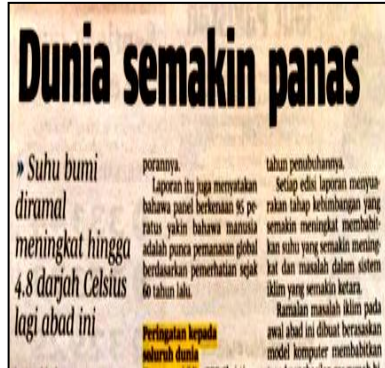 Dunia semakin panas
» Suhu bumi
diramal
meningkat hingga
4.8 darjah Celsius
lagi abad ini
porannya.
Laporan itu juga menyatakan
bahawa panel berkenaan 95 pe-
ratus yakin bahawa manusia
adalah punca pemanasan global
berdasarkan pemerhatian sejak
60 tahun lalu.
Peringatan kepada
seluruh dunia
tahun penubuhannya.
Setiap edisi laporan menyua-
rakan tahap kebimbangan yang
semakin meningkat membabit-
kan suhu yang semakin mening-
kat dan masalah dalam sistem
iklim yang semakin ketara.
Ramalan masalah iklim pada
awal abad ini dibuat berasaskan
model komputer membabitkan